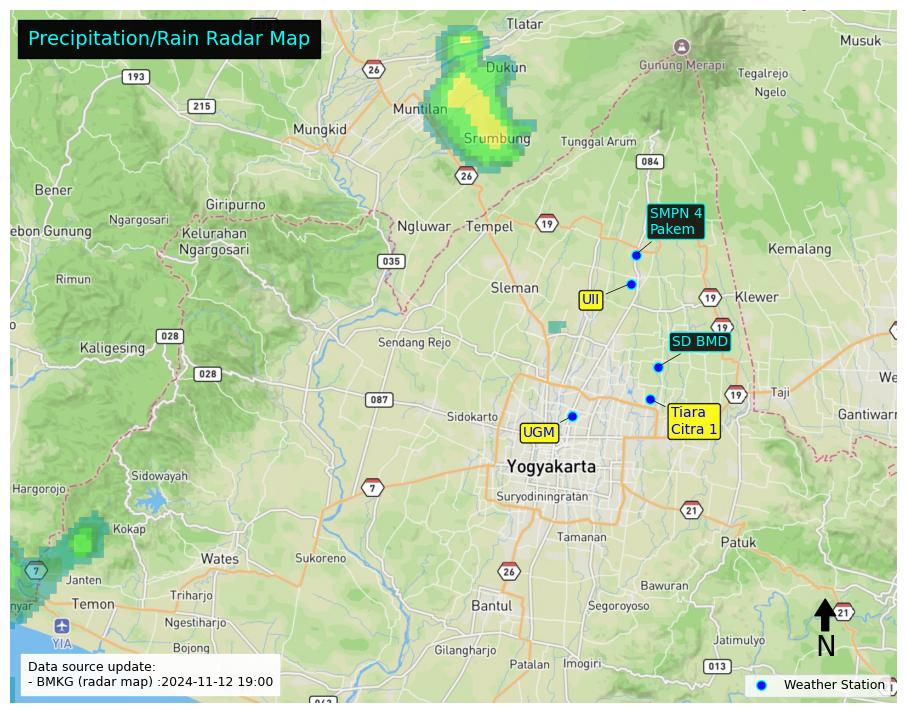 Precipitation/Rain Radar Map
Tlatar
Musuk
26
Dukun
Gunung Merapi
Tegalrejo
193
Ngelo
215
Muntilan
Mungkid
Srumbung
Tunggal Arum
084
26
Bener
Giripurno
SMPN 4
Pakem
Ngargosari
ebon Gunung
Kelurahan
Ngargosari
Ngluwar
Tempel
19
Kemalang
035
Rimun
Sleman
UII
19
Klewer
19
028
Kaligesing
Sendang Rejo
SD BMD
028
We
087
19
Taji
Sidokarto
Tiara
Citra 1
Gantiwarn
UGM
Yogyakarta
Sidowayah
Hargorojo
7
Suryodiningratan
21
Kokap
Tamanan
Patuk
Wates
Sukoreno
7
Janten
26
Bawuran
nyar
Temon
Triharjo
Bantul
Segoroyoso
21
YIA
Ngestiharjo
N
Jatimulyo
Bojong
Gilangharjo
Patalan
Imogiri
013
Data source update:
- BMKG (radar map) :2024-11-12 19:00
Weather Station